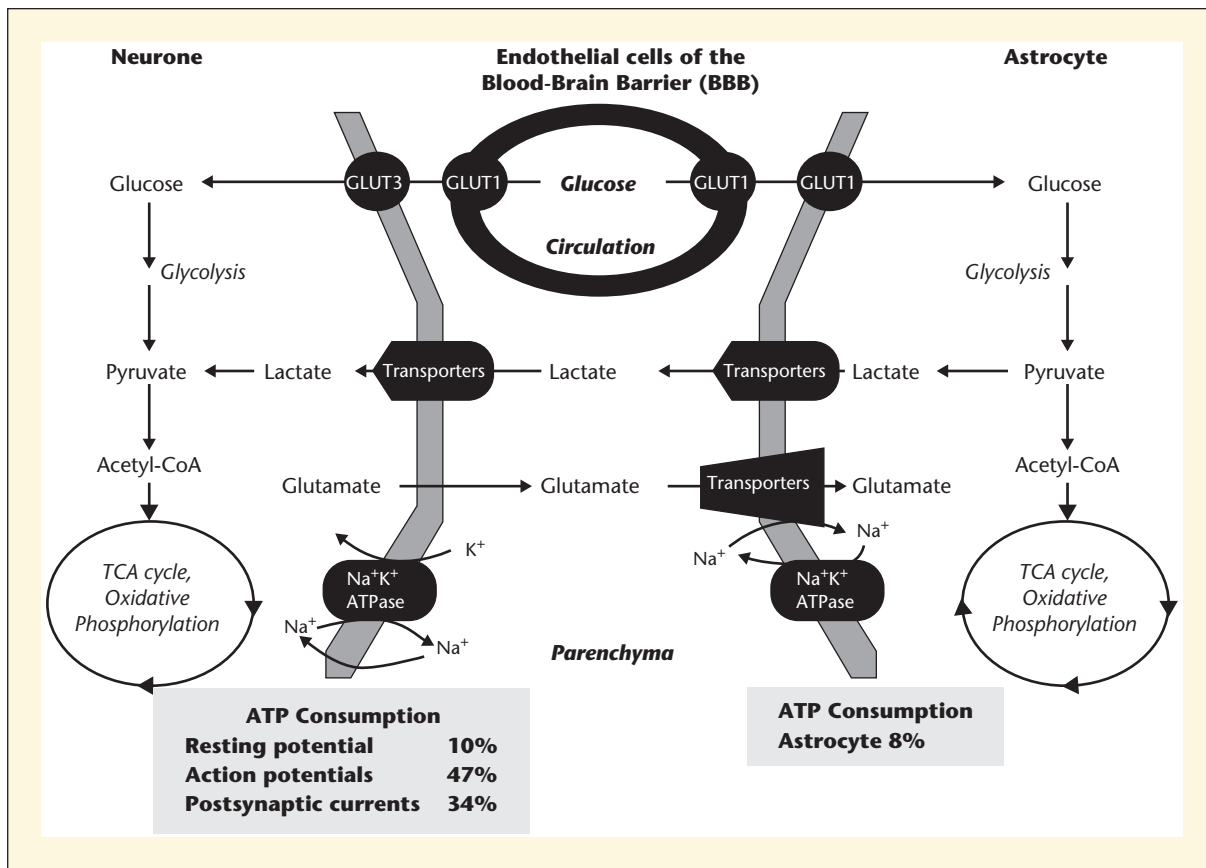 Neurone
Endothelial cells of the
Blood-Brain Barrier (BBB)
Astrocyte
Glucose
GLUT3
GLUT1
Glucose
GLUT1
GLUT1
Glucose
Circulation
Glycolysis
Glycolysis
Pyruvate
Lactate
Transporters
Lactate
Transporters
Lactate
Pyruvate
Acetyl-CoA
Glutamate
Glutamate
Transporters
Glutamate
Acetyl-CoA
K⁺
Na⁺
Na⁺
TCA cycle,
Oxidative
Phosphorylation
Na⁺K⁺
ATPase
Na⁺
Na⁺
Na⁺K⁺
ATPase
TCA cycle,
Oxidative
Phosphorylation
Parenchyma
ATP Consumption
Resting potential 10%
Action potentials 47%
Postsynaptic currents 34%
ATP Consumption
Astrocyte 8%